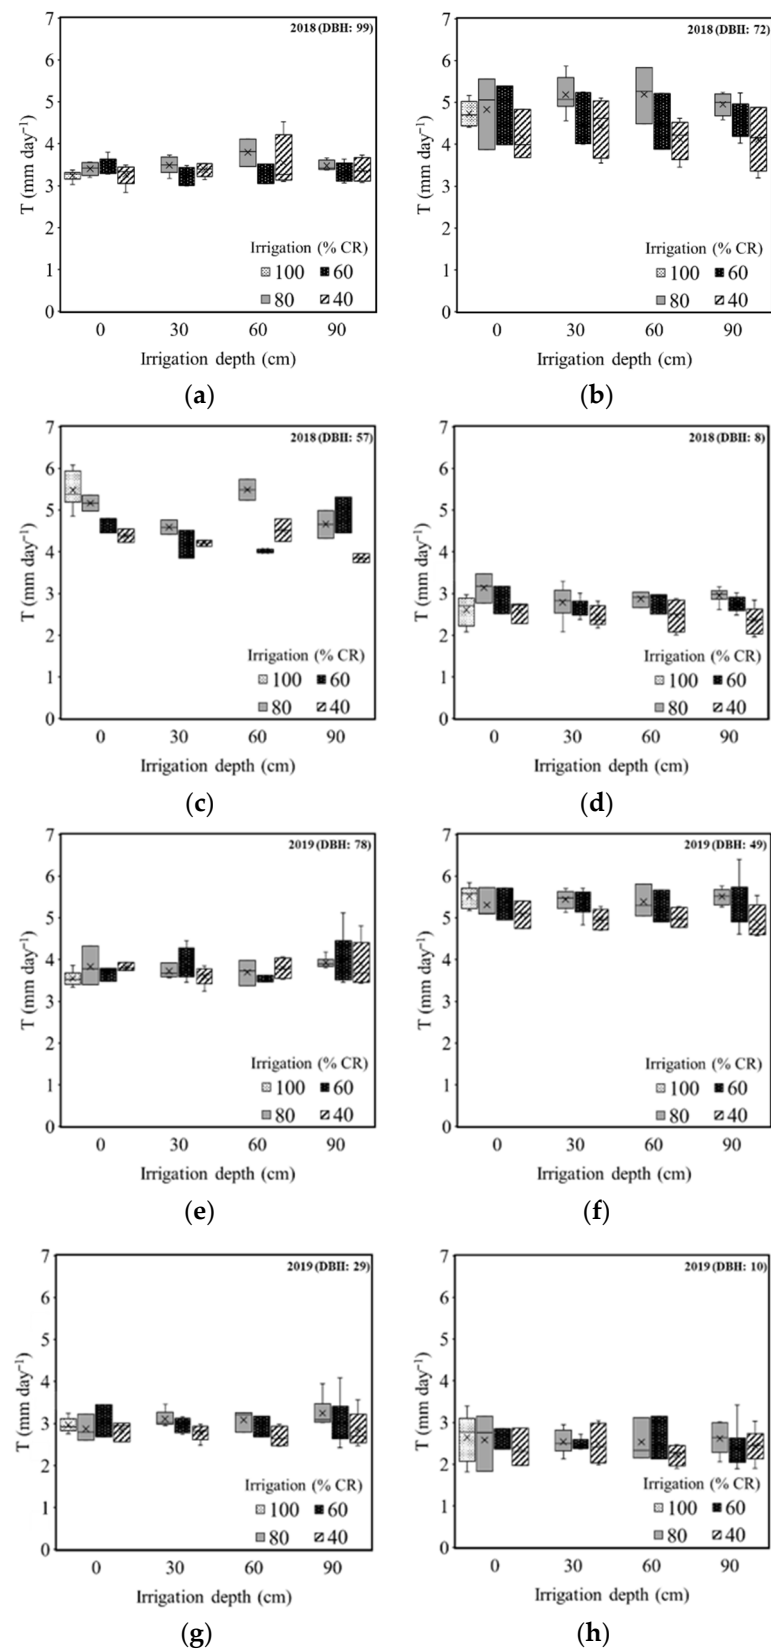 7
6
5
4
3
2
1
0
T (mm day⁻¹)
2018 (DBH: 99)
Irrigation (% CR)
100 60
80 40
0 30 60 90
Irrigation depth (cm)
(a)
7
6
5
4
3
2
1
0
T (mm day⁻¹)
2018 (DBH: 72)
Irrigation (% CR)
100 60
80 40
0 30 60 90
Irrigation depth (cm)
(b)
7
6
5
4
3
2
1
0
T (mm day⁻¹)
2018 (DBH: 57)
Irrigation (% CR)
100 60
80 40
0 30 60 90
Irrigation depth (cm)
(c)
7
6
5
4
3
2
1
0
T (mm day⁻¹)
2018 (DBH: 8)
Irrigation (% CR)
100 60
80 40
0 30 60 90
Irrigation depth (cm)
(d)
7
6
5
4
3
2
1
0
T (mm day⁻¹)
2019 (DBH: 78)
Irrigation (% CR)
100 60
80 40
0 30 60 90
Irrigation depth (cm)
(e)
7
6
5
4
3
2
1
0
T (mm day⁻¹)
2019 (DBH: 49)
Irrigation (% CR)
100 60
80 40
0 30 60 90
Irrigation depth (cm)
(f)
7
6
5
4
3
2
1
0
T (mm day⁻¹)
2019 (DBH: 29)
Irrigation (% CR)
100 60
80 40
0 30 60 90
Irrigation depth (cm)
(g)
7
6
5
4
3
2
1
0
T (mm day⁻¹)
2019 (DBH: 10)
Irrigation (% CR)
100 60
80 40
0 30 60 90
Irrigation depth (cm)
(h)